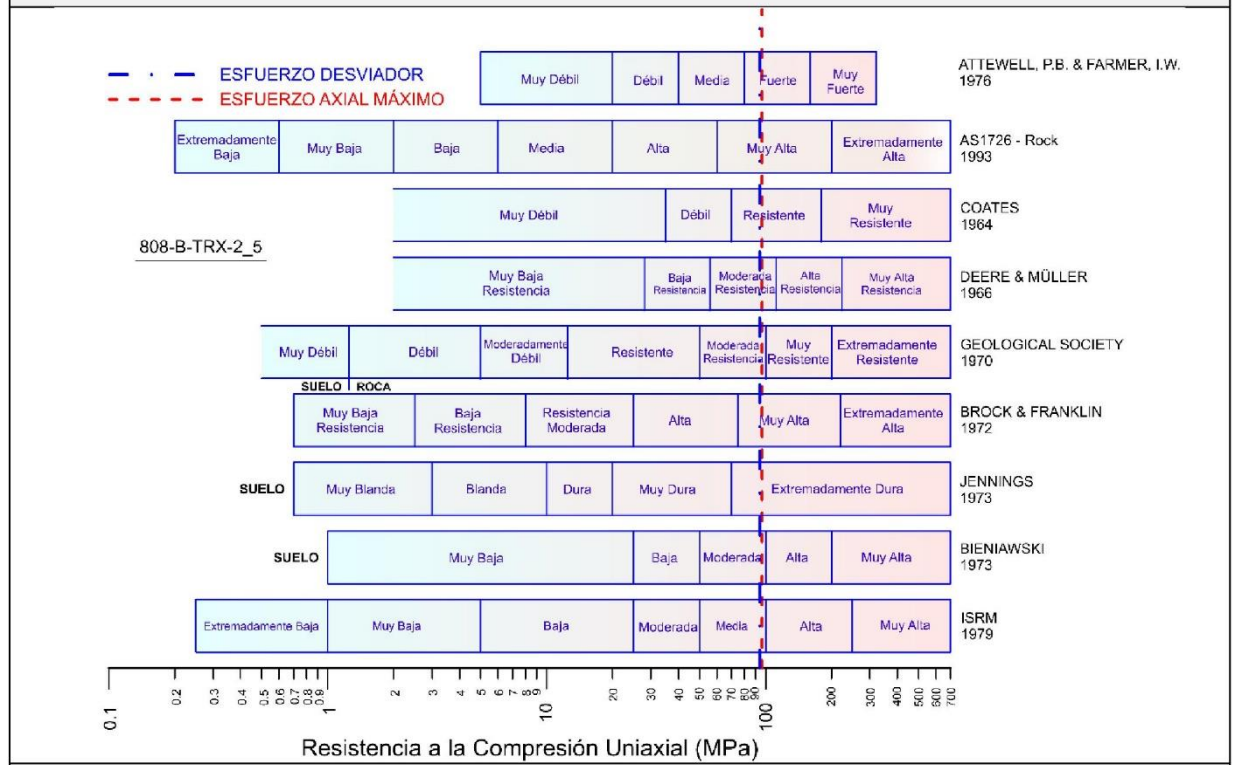 ESFUERZO DESVIADOR
ESFUERZO AXIAL MÁXIMO
Muy Débil
Débil
Media
Fuerte
Muy
Fuerte
ATTEWELL, P.B. & FARMER, I.W.
1976
Extremadamente
Baja
Muy Baja
Baja
Media
Alta
Muy Alta
Extremadamente
Alta
AS1726 - Rock
1993
Muy Débil
Débil
Resistente
Muy
Resistente
COATES
1964
808-B-TRX-2_5
Muy Baja
Resistencia
Baja
Resistencia
Moderada
Resistencia
Alta
Resistencia
Muy Alta
Resistencia
DEERE & MÜLLER
1966
Muy Débil
Débil
Moderadamente
Débil
Resistente
Moderada
Resistencia
Muy
Resistente
Extremadamente
Resistente
GEOLOGICAL SOCIETY
1970
SUELO ROCA
Muy Baja
Resistencia
Baja
Resistencia
Resistencia
Moderada
Alta
Muy Alta
Extremadamente
Alta
BROCK & FRANKLIN
1972
SUELO
Muy Blanda
Blanda
Dura
Muy Dura
Extremadamente Dura
JENNINGS
1973
SUELO
Muy Baja
Baja
Moderada
Alta
Muy Alta
BIENIAWSKI
1973
Extremadamente Baja
Muy Baja
Baja
Moderada
Media
Alta
Muy Alta
ISRM
1979
0.1 0.2 0.3 0.4 0.5 0.6 0.7 0.8 0.9 1 2 3 4 5 6 7 8 9 10 20 30 40 50 60 70 80 90 100 200 300 400 500 600 700
Resistencia a la Compresión Uniaxial (MPa)